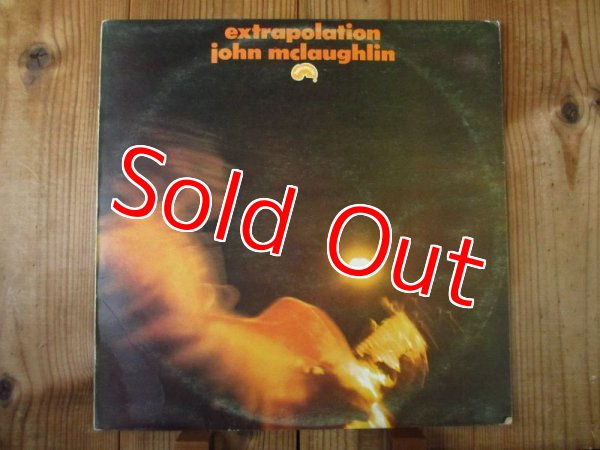 extrapolation
john mclaughlin
Sold Out